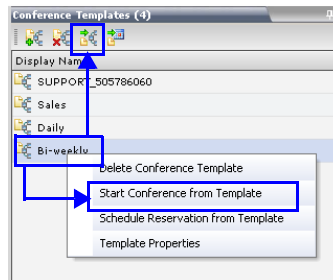 Conference Templates (4)
Display Name
SUPPORT_505786060
Sales
Daily
Bi-weekly
Delete Conference Template
Start Conference from Template
Schedule Reservation from Template
Template Properties